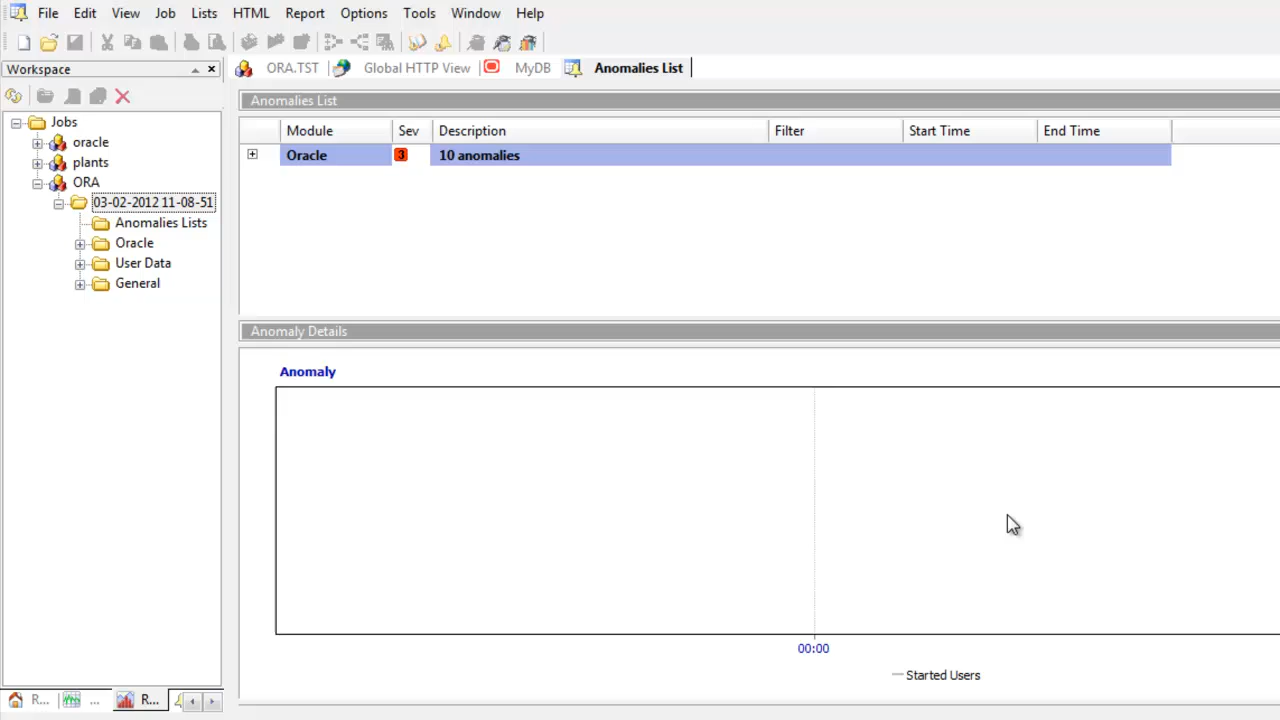 File Edit View Job Lists HTML Report Options Tools Window Help
Workspace
ORA.TST Global HTTP View MyDB Anomalies List
Anomalies List
Jobs
oracle
plants
ORA
03-02-2012 11-08-51
Anomalies Lists
Oracle
User Data
General
Module Sev Description Filter Start Time End Time
Oracle 3 10 anomalies
Anomaly Details
Anomaly
00:00
Started Users
R... ... R...